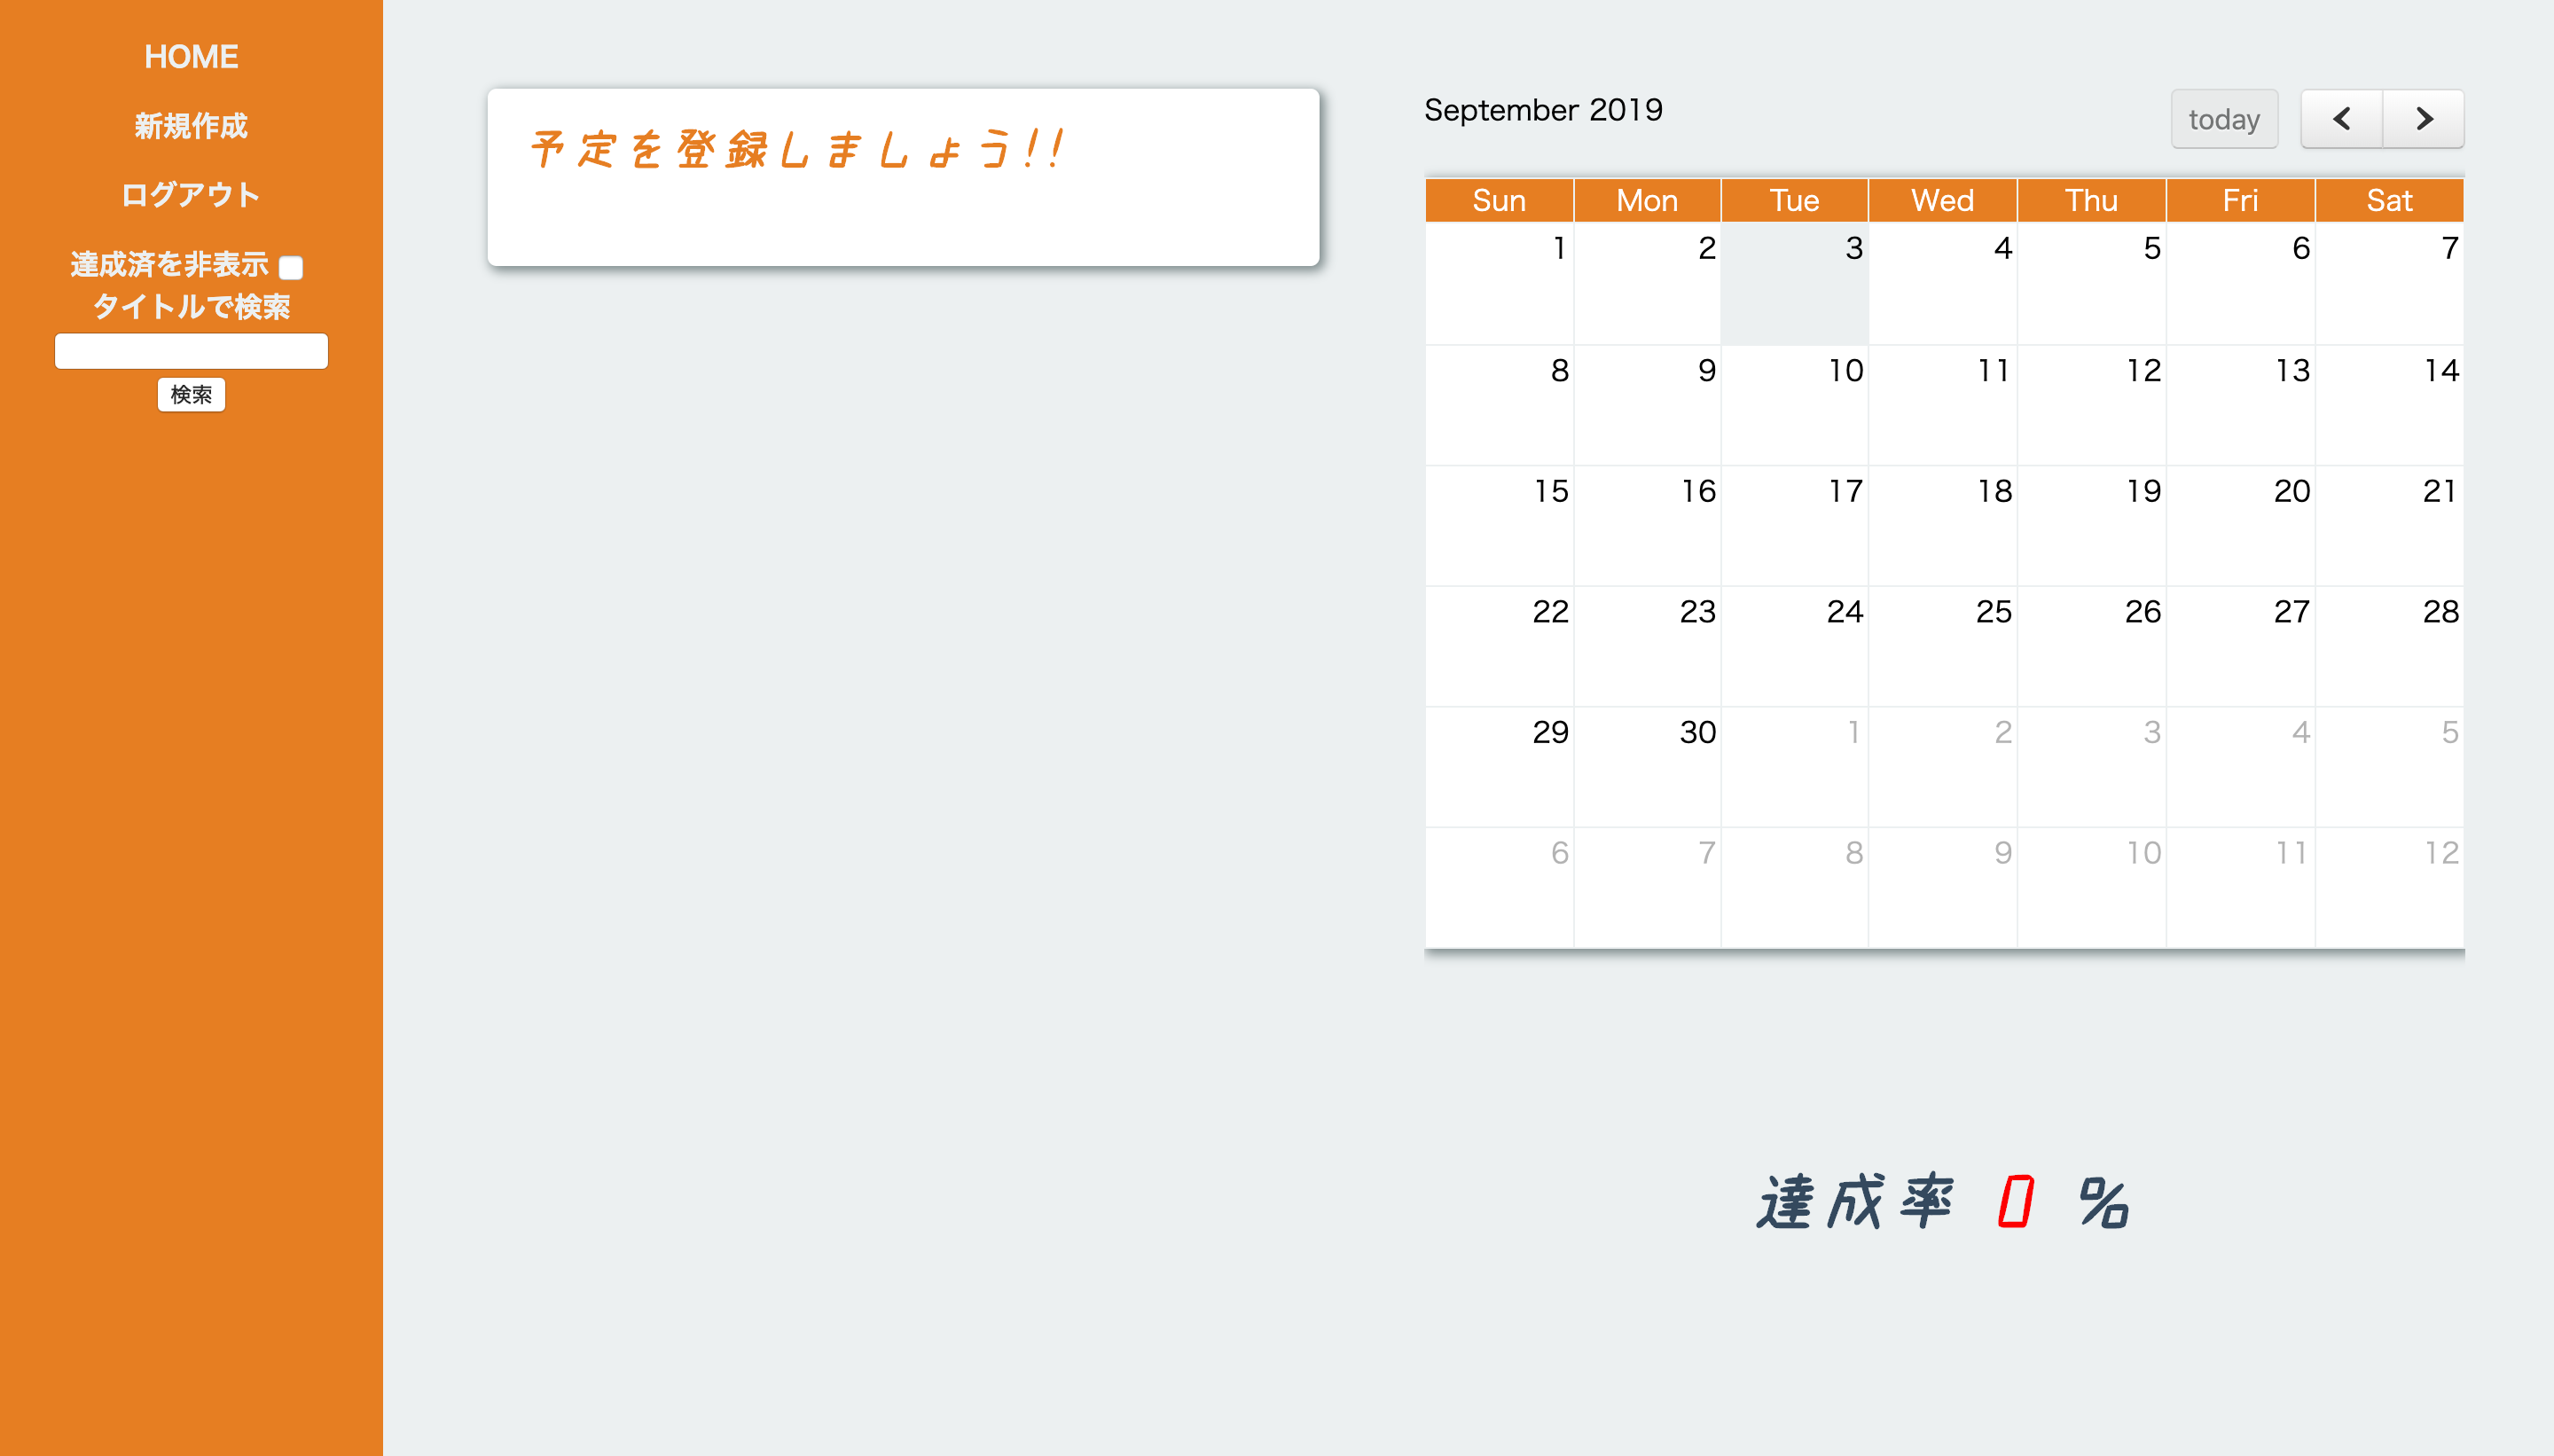 HOME
新規作成
ログアウト
達成済を非表示
タイトルで検索
検索
予定を登録しましょう!!
September 2019
today
Sun Mon Tue Wed Thu Fri Sat
1 2 3 4 5 6 7
8 9 10 11 12 13 14
15 16 17 18 19 20 21
22 23 24 25 26 27 28
29 30 1 2 3 4 5
6 7 8 9 10 11 12
達成率 0 %